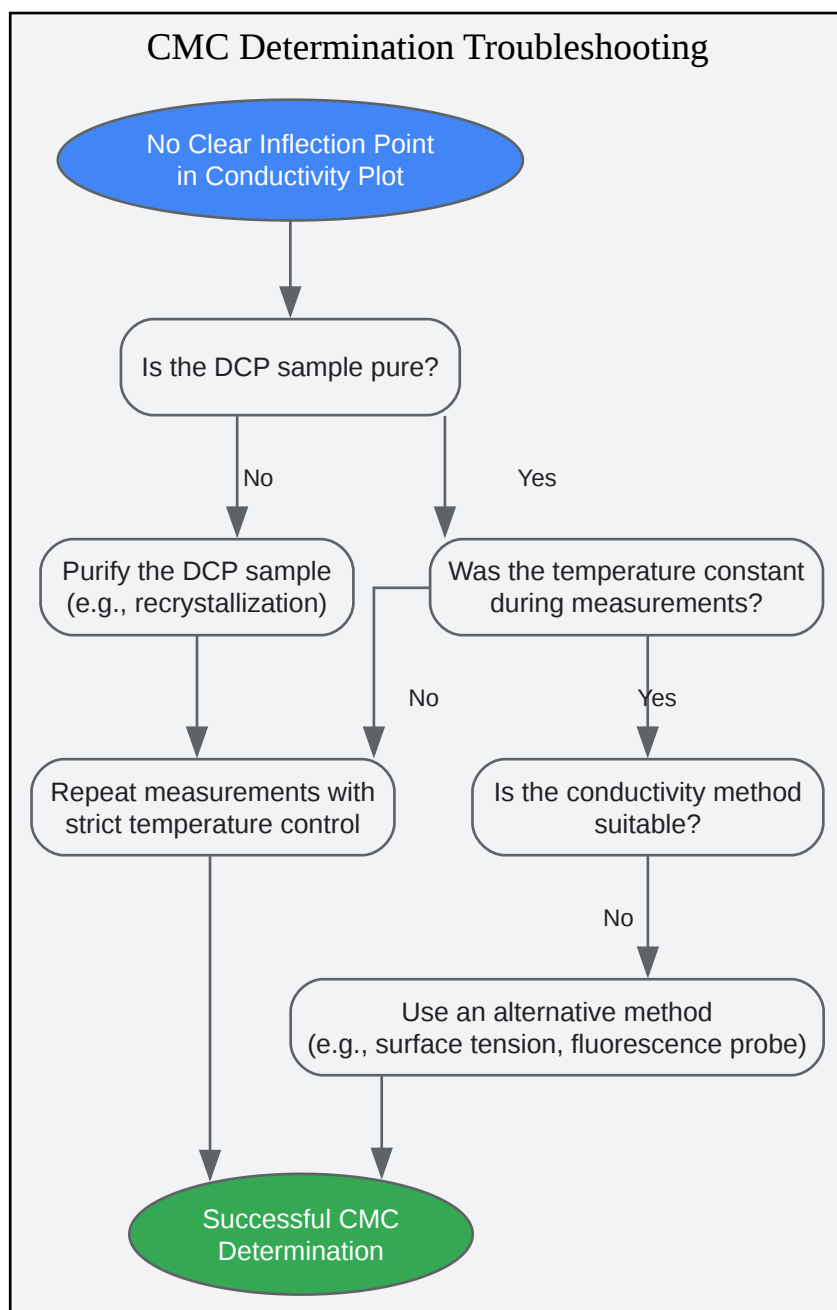 CMC Determination Troubleshooting
No Clear Inflection Point
in Conductivity Plot
Is the DCP sample pure?
No
Yes
Purify the DCP sample
(e.g., recrystallization)
Was the temperature constant
during measurements?
No
Yes
Repeat measurements with
strict temperature control
Is the conductivity method
suitable?
No
Use an alternative method
(e.g., surface tension, fluorescence probe)
Successful CMC
Determination